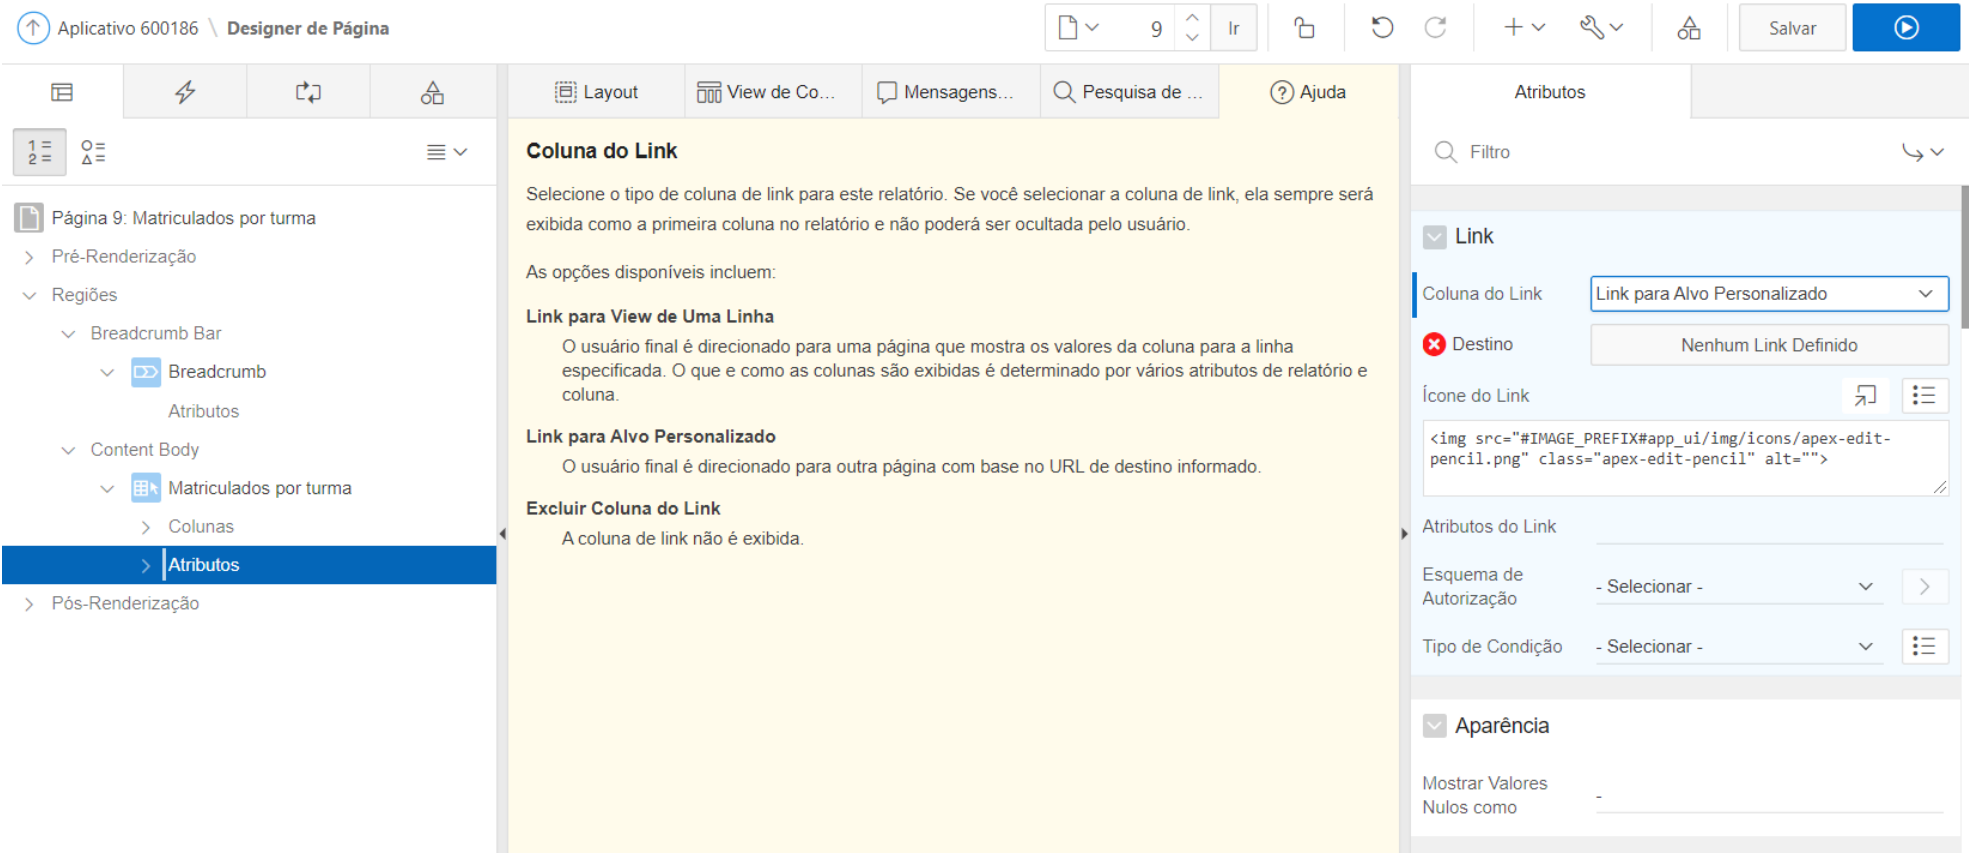 Aplicativo 600186 \ Designer de Página
9
Ir
Salvar
Layout
View de Co...
Mensagens...
Pesquisa de ...
Ajuda
Atributos
1 =
2 =
Filtro
Página 9: Matriculados por turma
Pré-Renderização
Regiões
Breadcrumb Bar
Breadcrumb
Atributos
Content Body
Matriculados por turma
Colunas
Atributos
Pós-Renderização
Coluna do Link
Selecione o tipo de coluna de link para este relatório. Se você selecionar a coluna de link, ela sempre será
exibida como a primeira coluna no relatório e não poderá ser ocultada pelo usuário.
As opções disponíveis incluem:
Link para View de Uma Linha
O usuário final é direcionado para uma página que mostra os valores da coluna para a linha
especificada. O que e como as colunas são exibidas é determinado por vários atributos de relatório e
coluna.
Link para Alvo Personalizado
O usuário final é direcionado para outra página com base no URL de destino informado.
Excluir Coluna do Link
A coluna de link não é exibida.
Link
Coluna do Link
Link para Alvo Personalizado
Destino
Nenhum Link Definido
Ícone do Link
<img src="#IMAGE_PREFIX#app_ui/img/icons/apex-edit-
pencil.png" class="apex-edit-pencil" alt="">
Atributos do Link
Esquema de
Autorização
- Selecionar -
Tipo de Condição
- Selecionar -
Aparência
Mostrar Valores
Nulos como
-